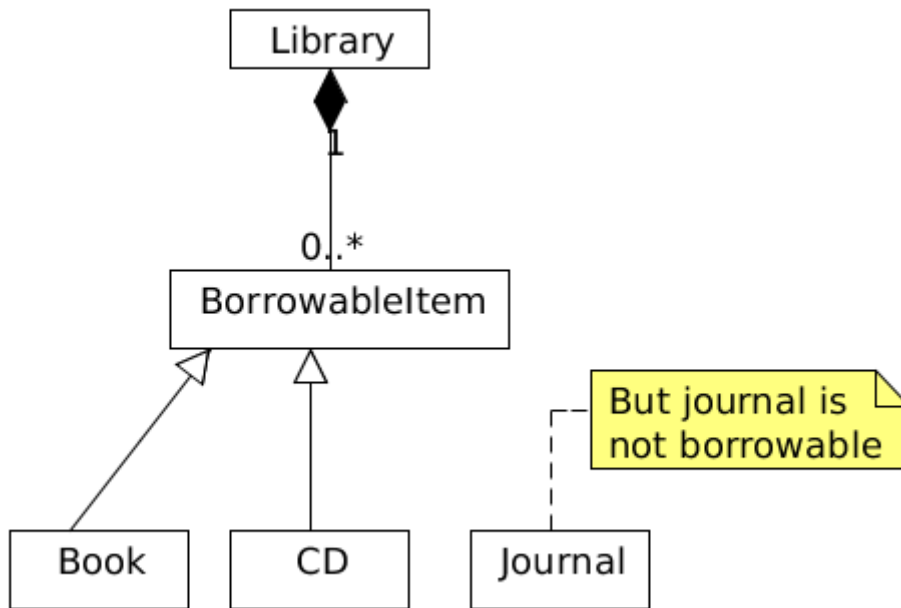 Library
1
0..*
BorrowableItem
But journal is
not borrowable
Book
CD
Journal